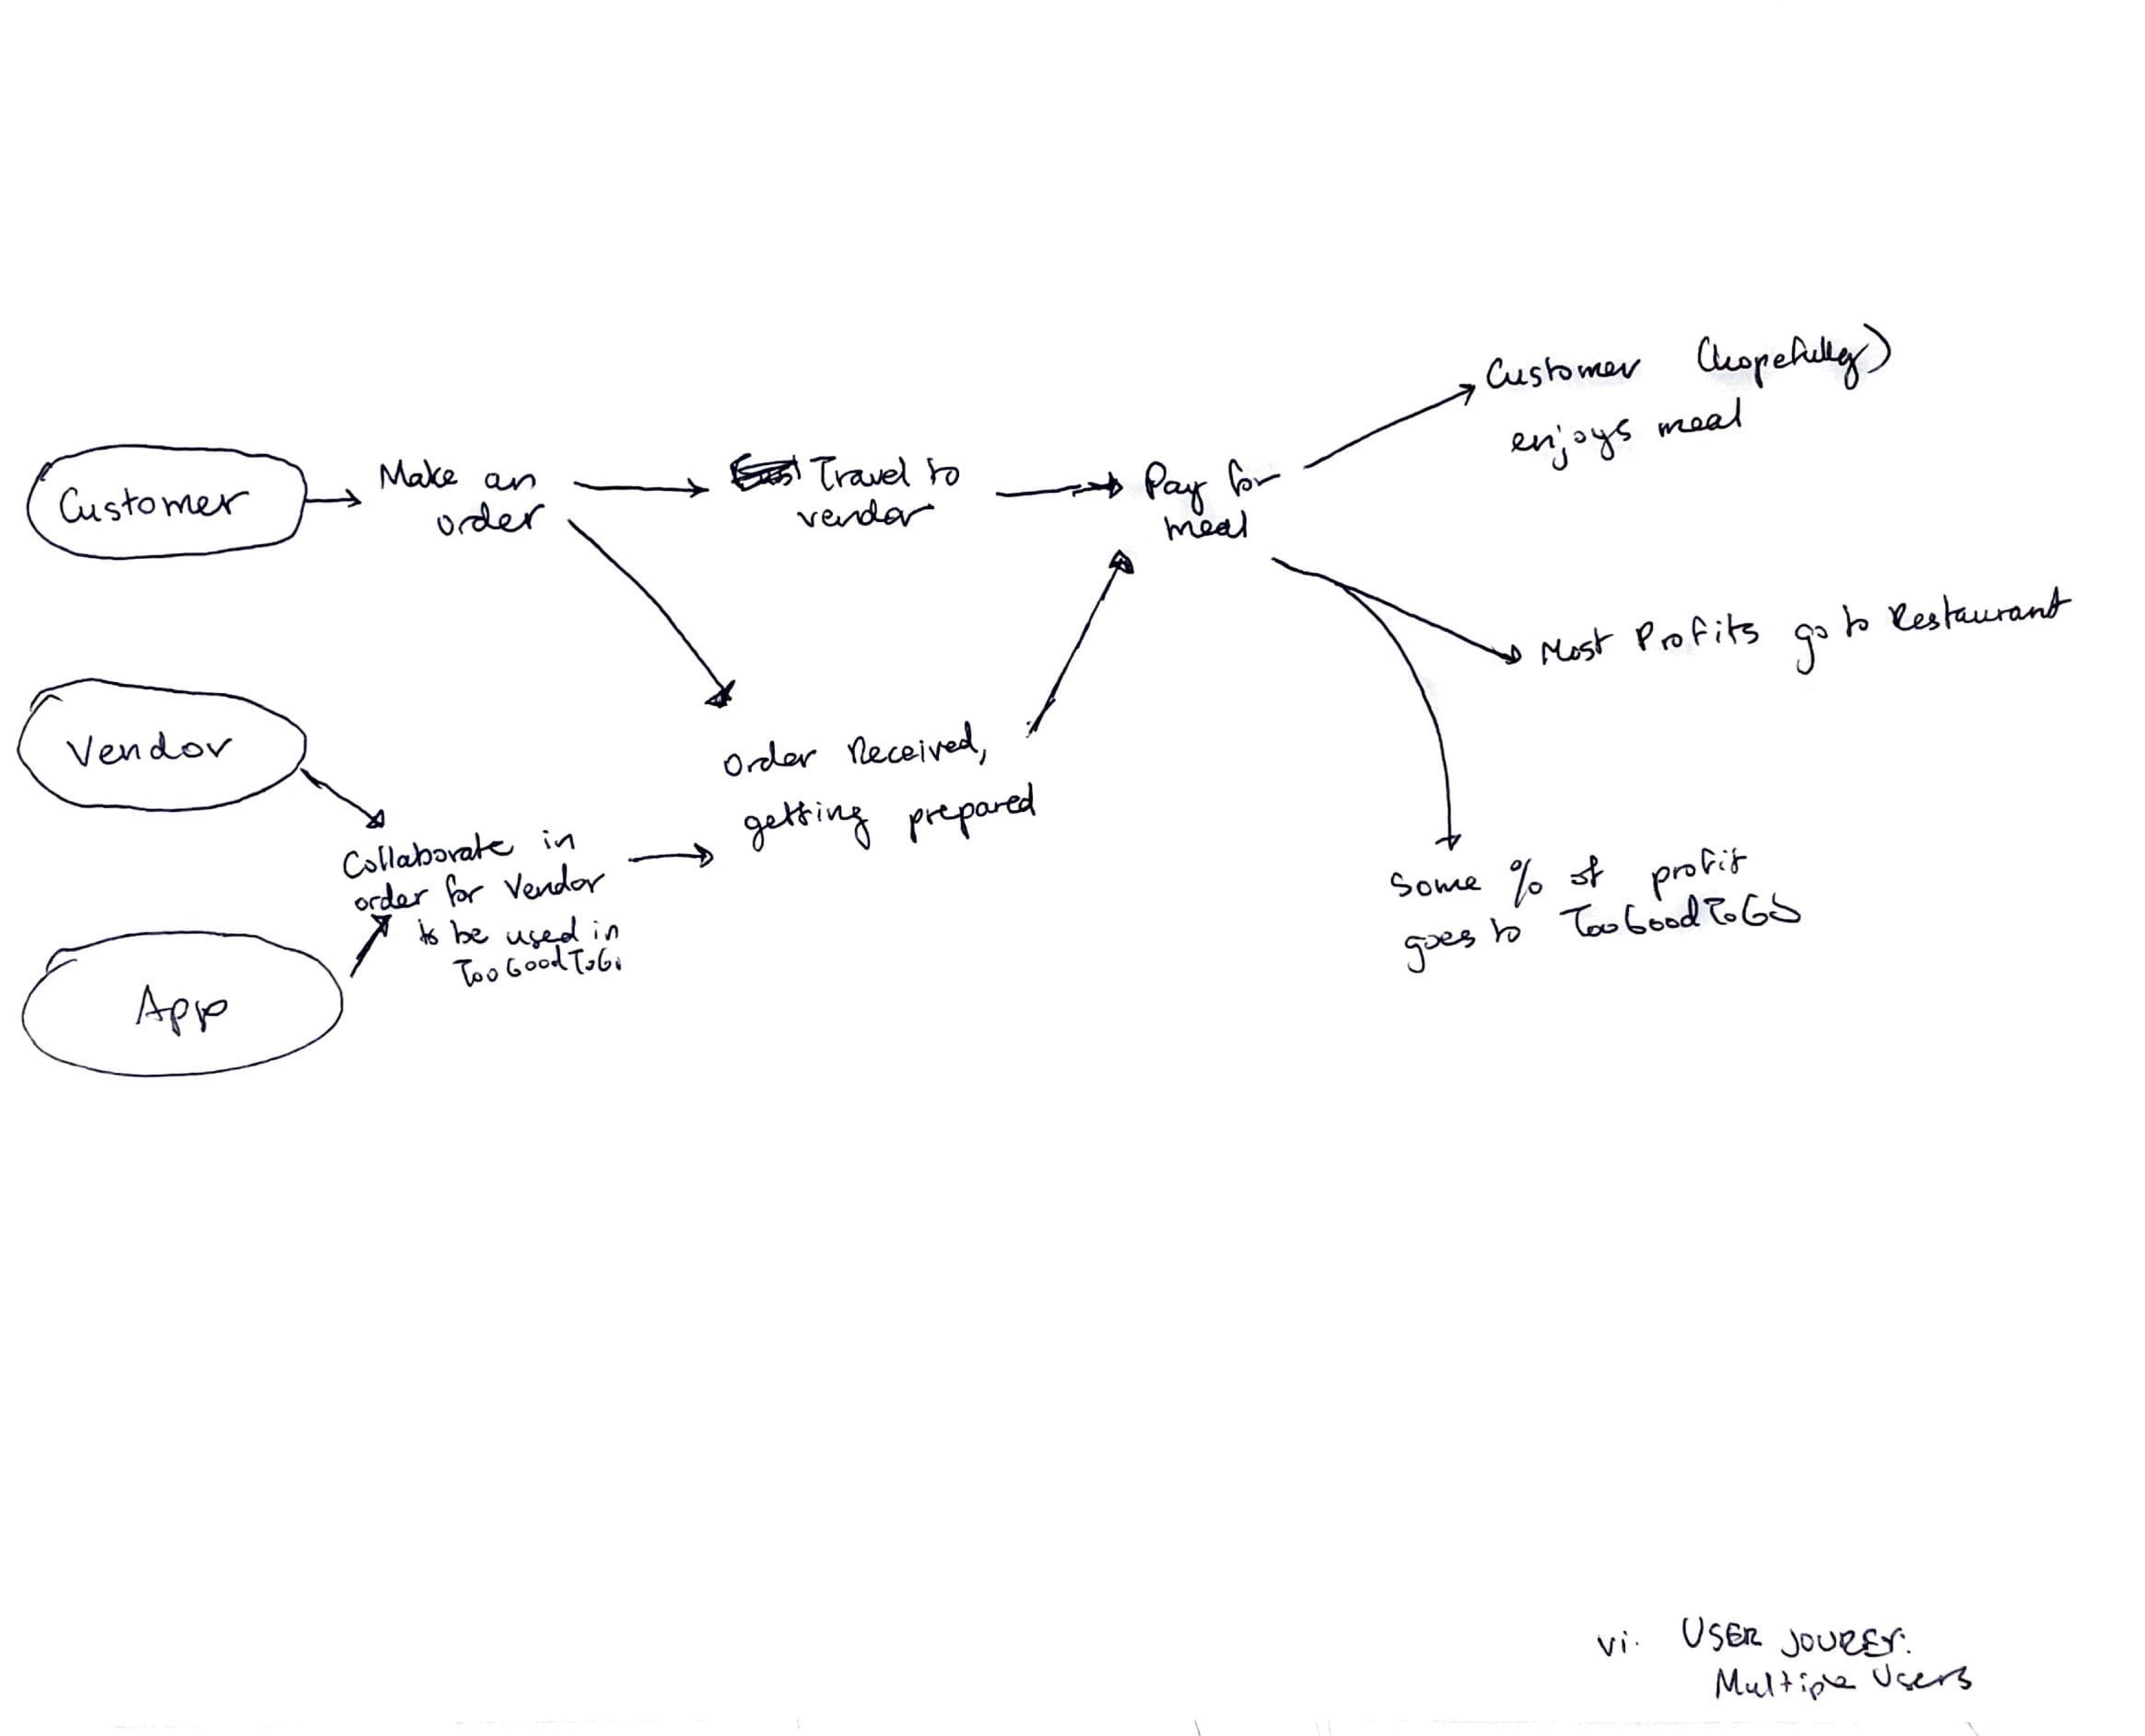 Customer
Make an
order
Travel to
vendor
Pay for
meal
Customer (hopefully)
enjoys meal
Most Profits go to Restaurant
Some % of profit
goes to TooGoodToGo
Vendor
App
Collaborate in
order for Vendor
to be used in
TooGoodToGo
Order Received,
getting prepared
vi. USER JOUREY:
Multiple Users